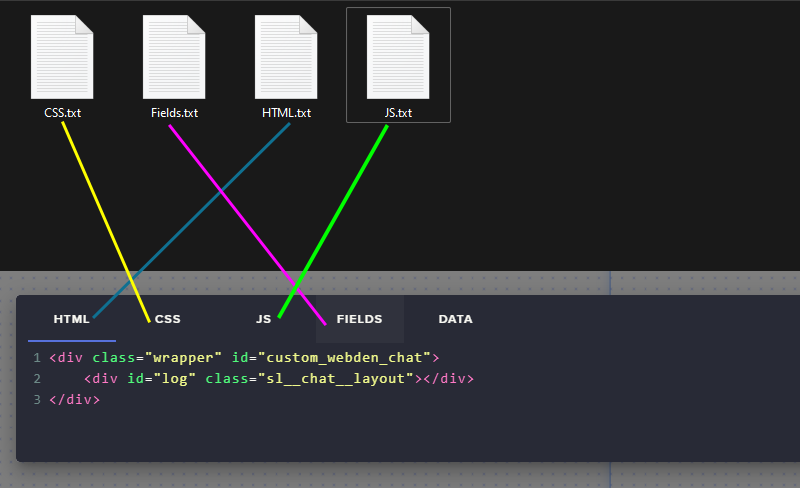 CSS.txt Fields.txt HTML.txt JS.txt
HTML CSS JS FIELDS DATA
1 <div class="wrapper" id="custom_webden_chat">
2 <div id="log" class="sl__chat__layout"></div>
3 </div>